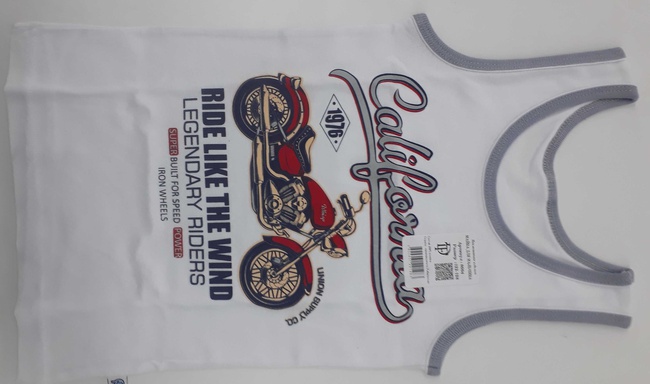 California
1976
UNION SUPPLY CO.
RIDE LIKE THE WIND
LEGENDARY RIDERS
SUPER BUILT FOR SPEED POWER
IRON WHEELS